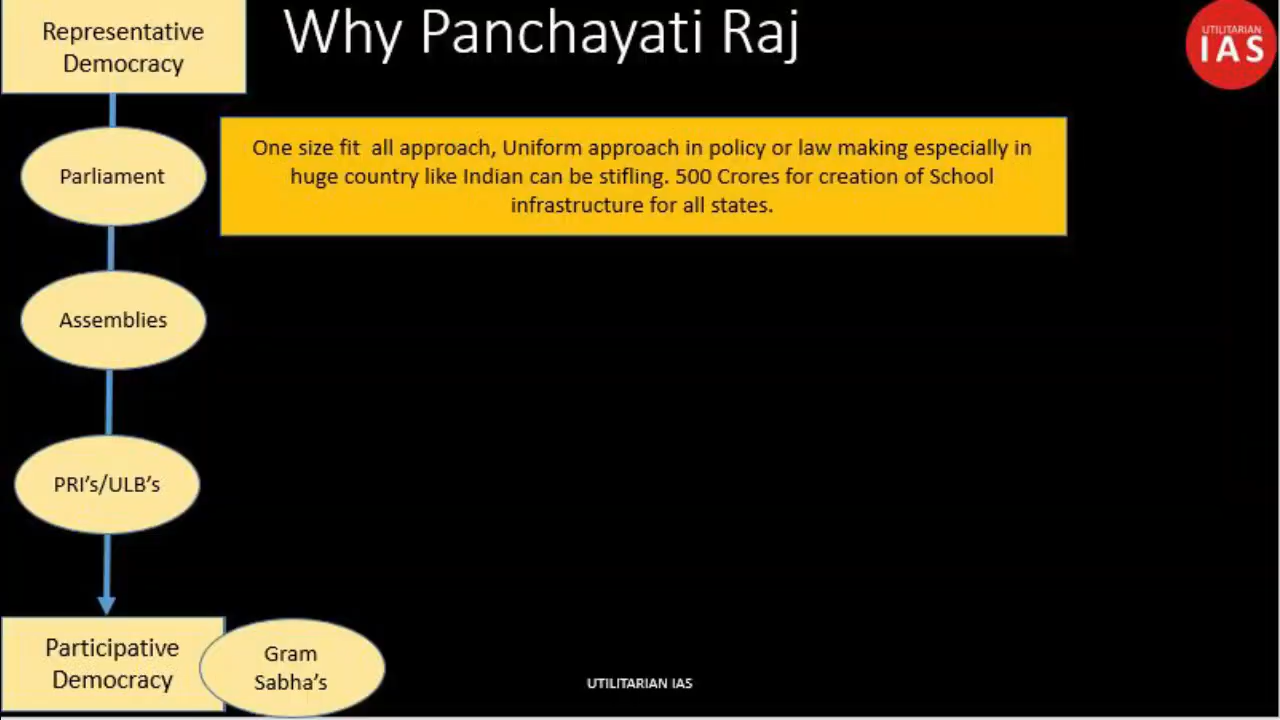 Representative
Democracy
Why Panchayati Raj
UTILITARIAN
IAS
Parliament
One size fit  all approach, Uniform approach in policy or law making especially in
huge country like Indian can be stifling. 500 Crores for creation of School
infrastructure for all states.
Assemblies
PRI's/ULB's
Participative
Democracy
Gram
Sabha's
UTILITARIAN IAS